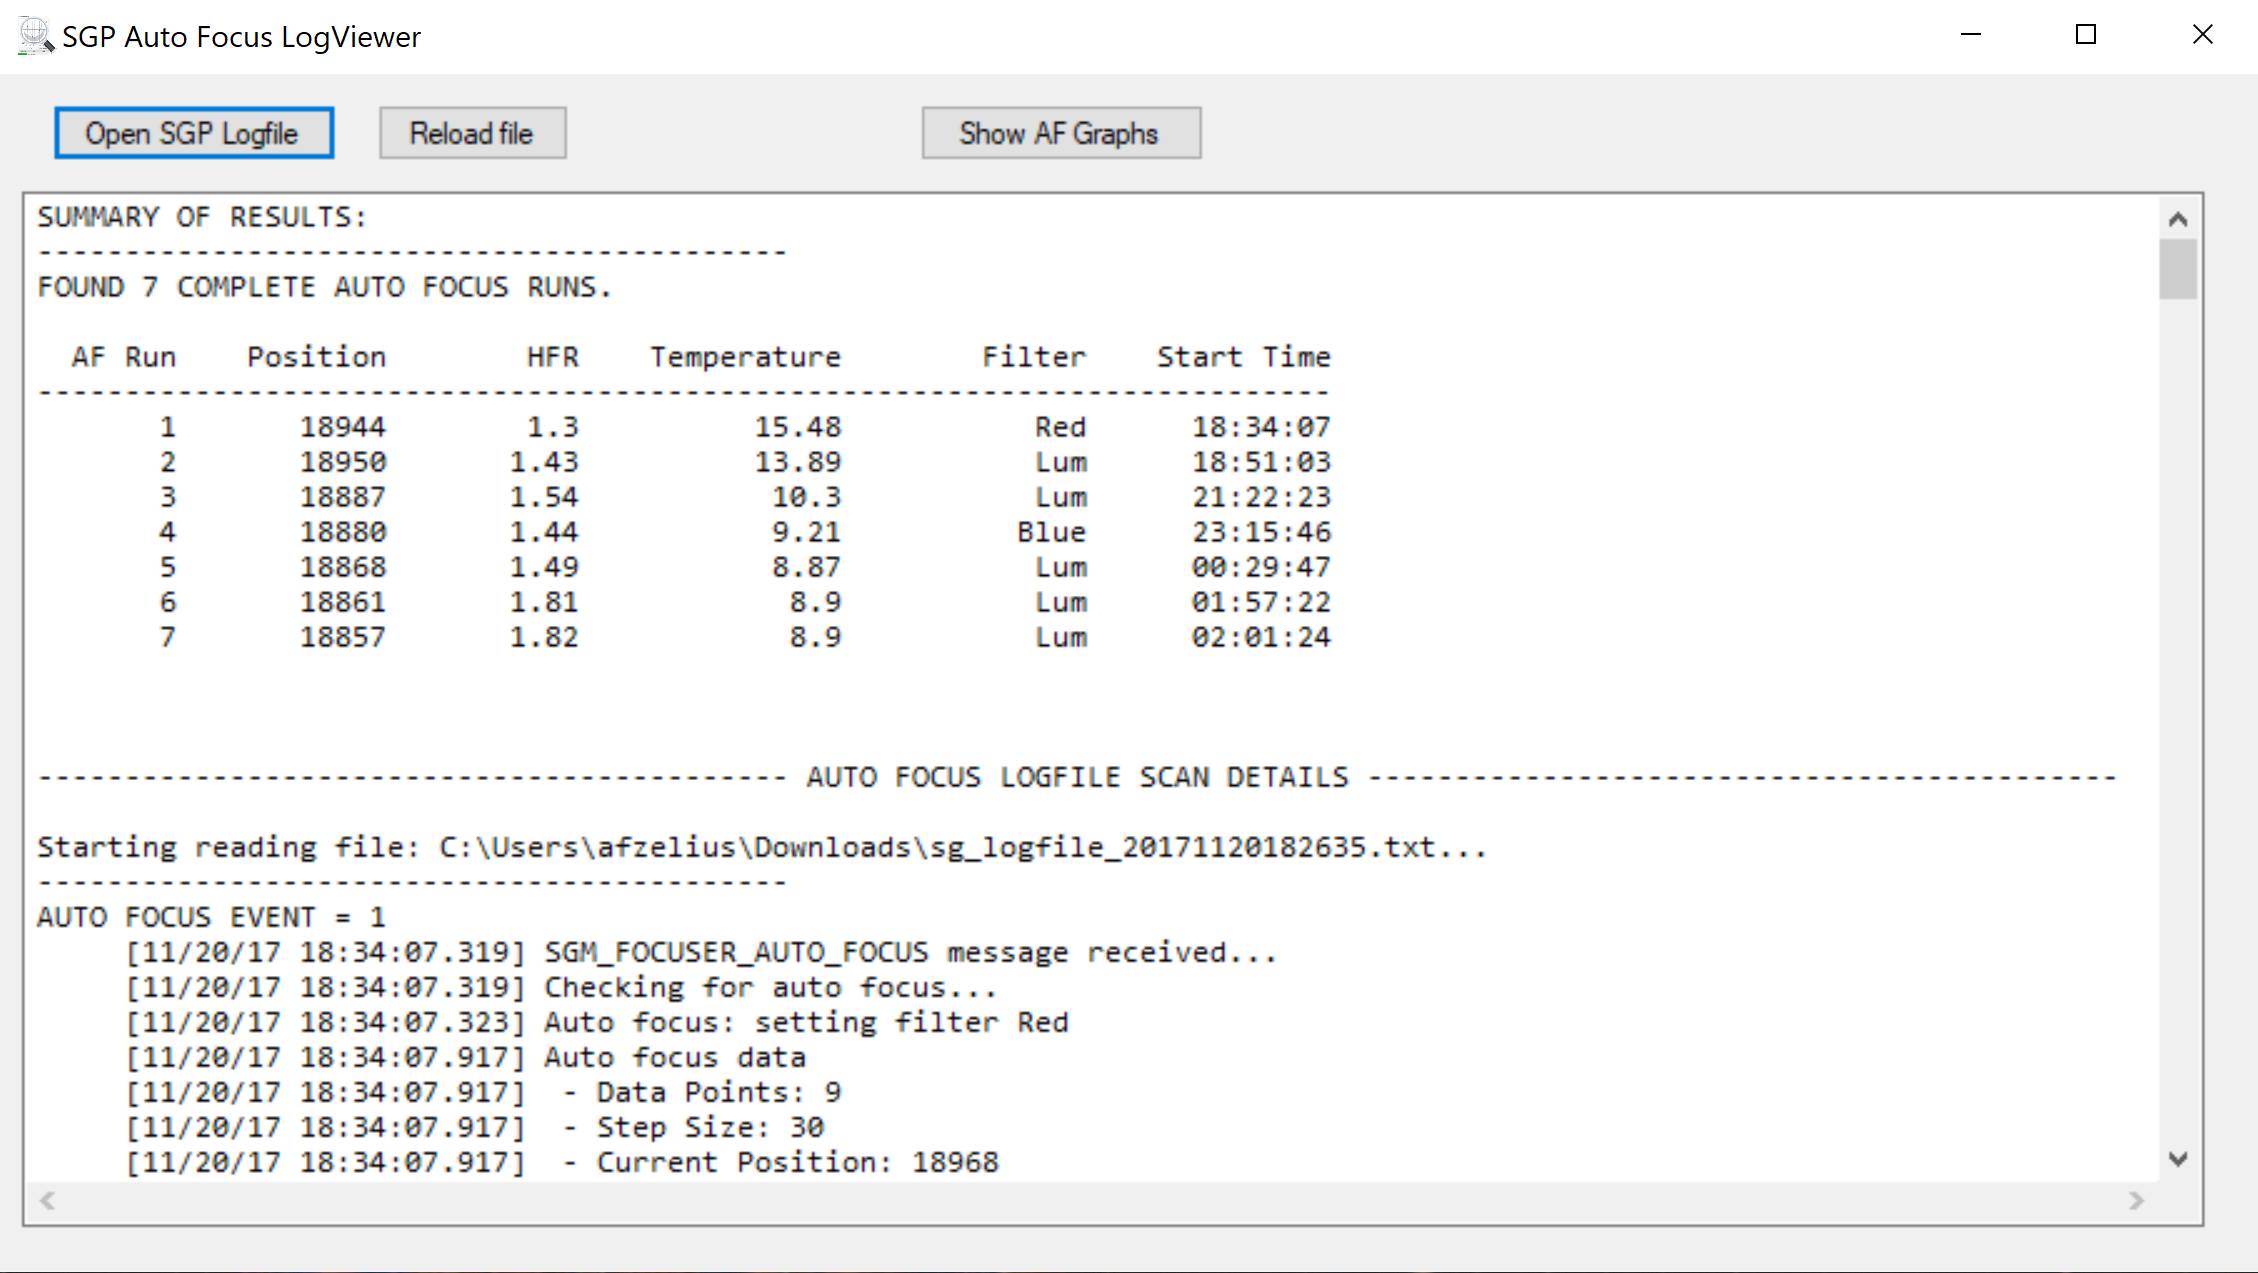 SGP Auto Focus LogViewer
Open SGP Logfile Reload file Show AF Graphs
SUMMARY OF RESULTS:
-------------------------------------------
FOUND 7 COMPLETE AUTO FOCUS RUNS.
AF Run Position HFR Temperature Filter Start Time
--------------------------------------------------------------------------
1 18944 1.3 15.48 Red 18:34:07
2 18950 1.43 13.89 Lum 18:51:03
3 18887 1.54 10.3 Lum 21:22:23
4 18880 1.44 9.21 Blue 23:15:46
5 18868 1.49 8.87 Lum 00:29:47
6 18861 1.81 8.9 Lum 01:57:22
7 18857 1.82 8.9 Lum 02:01:24
------------------------------------------- AUTO FOCUS LOGFILE SCAN DETAILS -------------------------------------------
Starting reading file: C:\Users\afzelius\Downloads\sg_logfile_20171120182635.txt...
-------------------------------------------
AUTO FOCUS EVENT = 1
[11/20/17 18:34:07.319] SGM_FOCUSER_AUTO_FOCUS message received...
[11/20/17 18:34:07.319] Checking for auto focus...
[11/20/17 18:34:07.323] Auto focus: setting filter Red
[11/20/17 18:34:07.917] Auto focus data
[11/20/17 18:34:07.917]  - Data Points: 9
[11/20/17 18:34:07.917]  - Step Size: 30
[11/20/17 18:34:07.917]  - Current Position: 18968